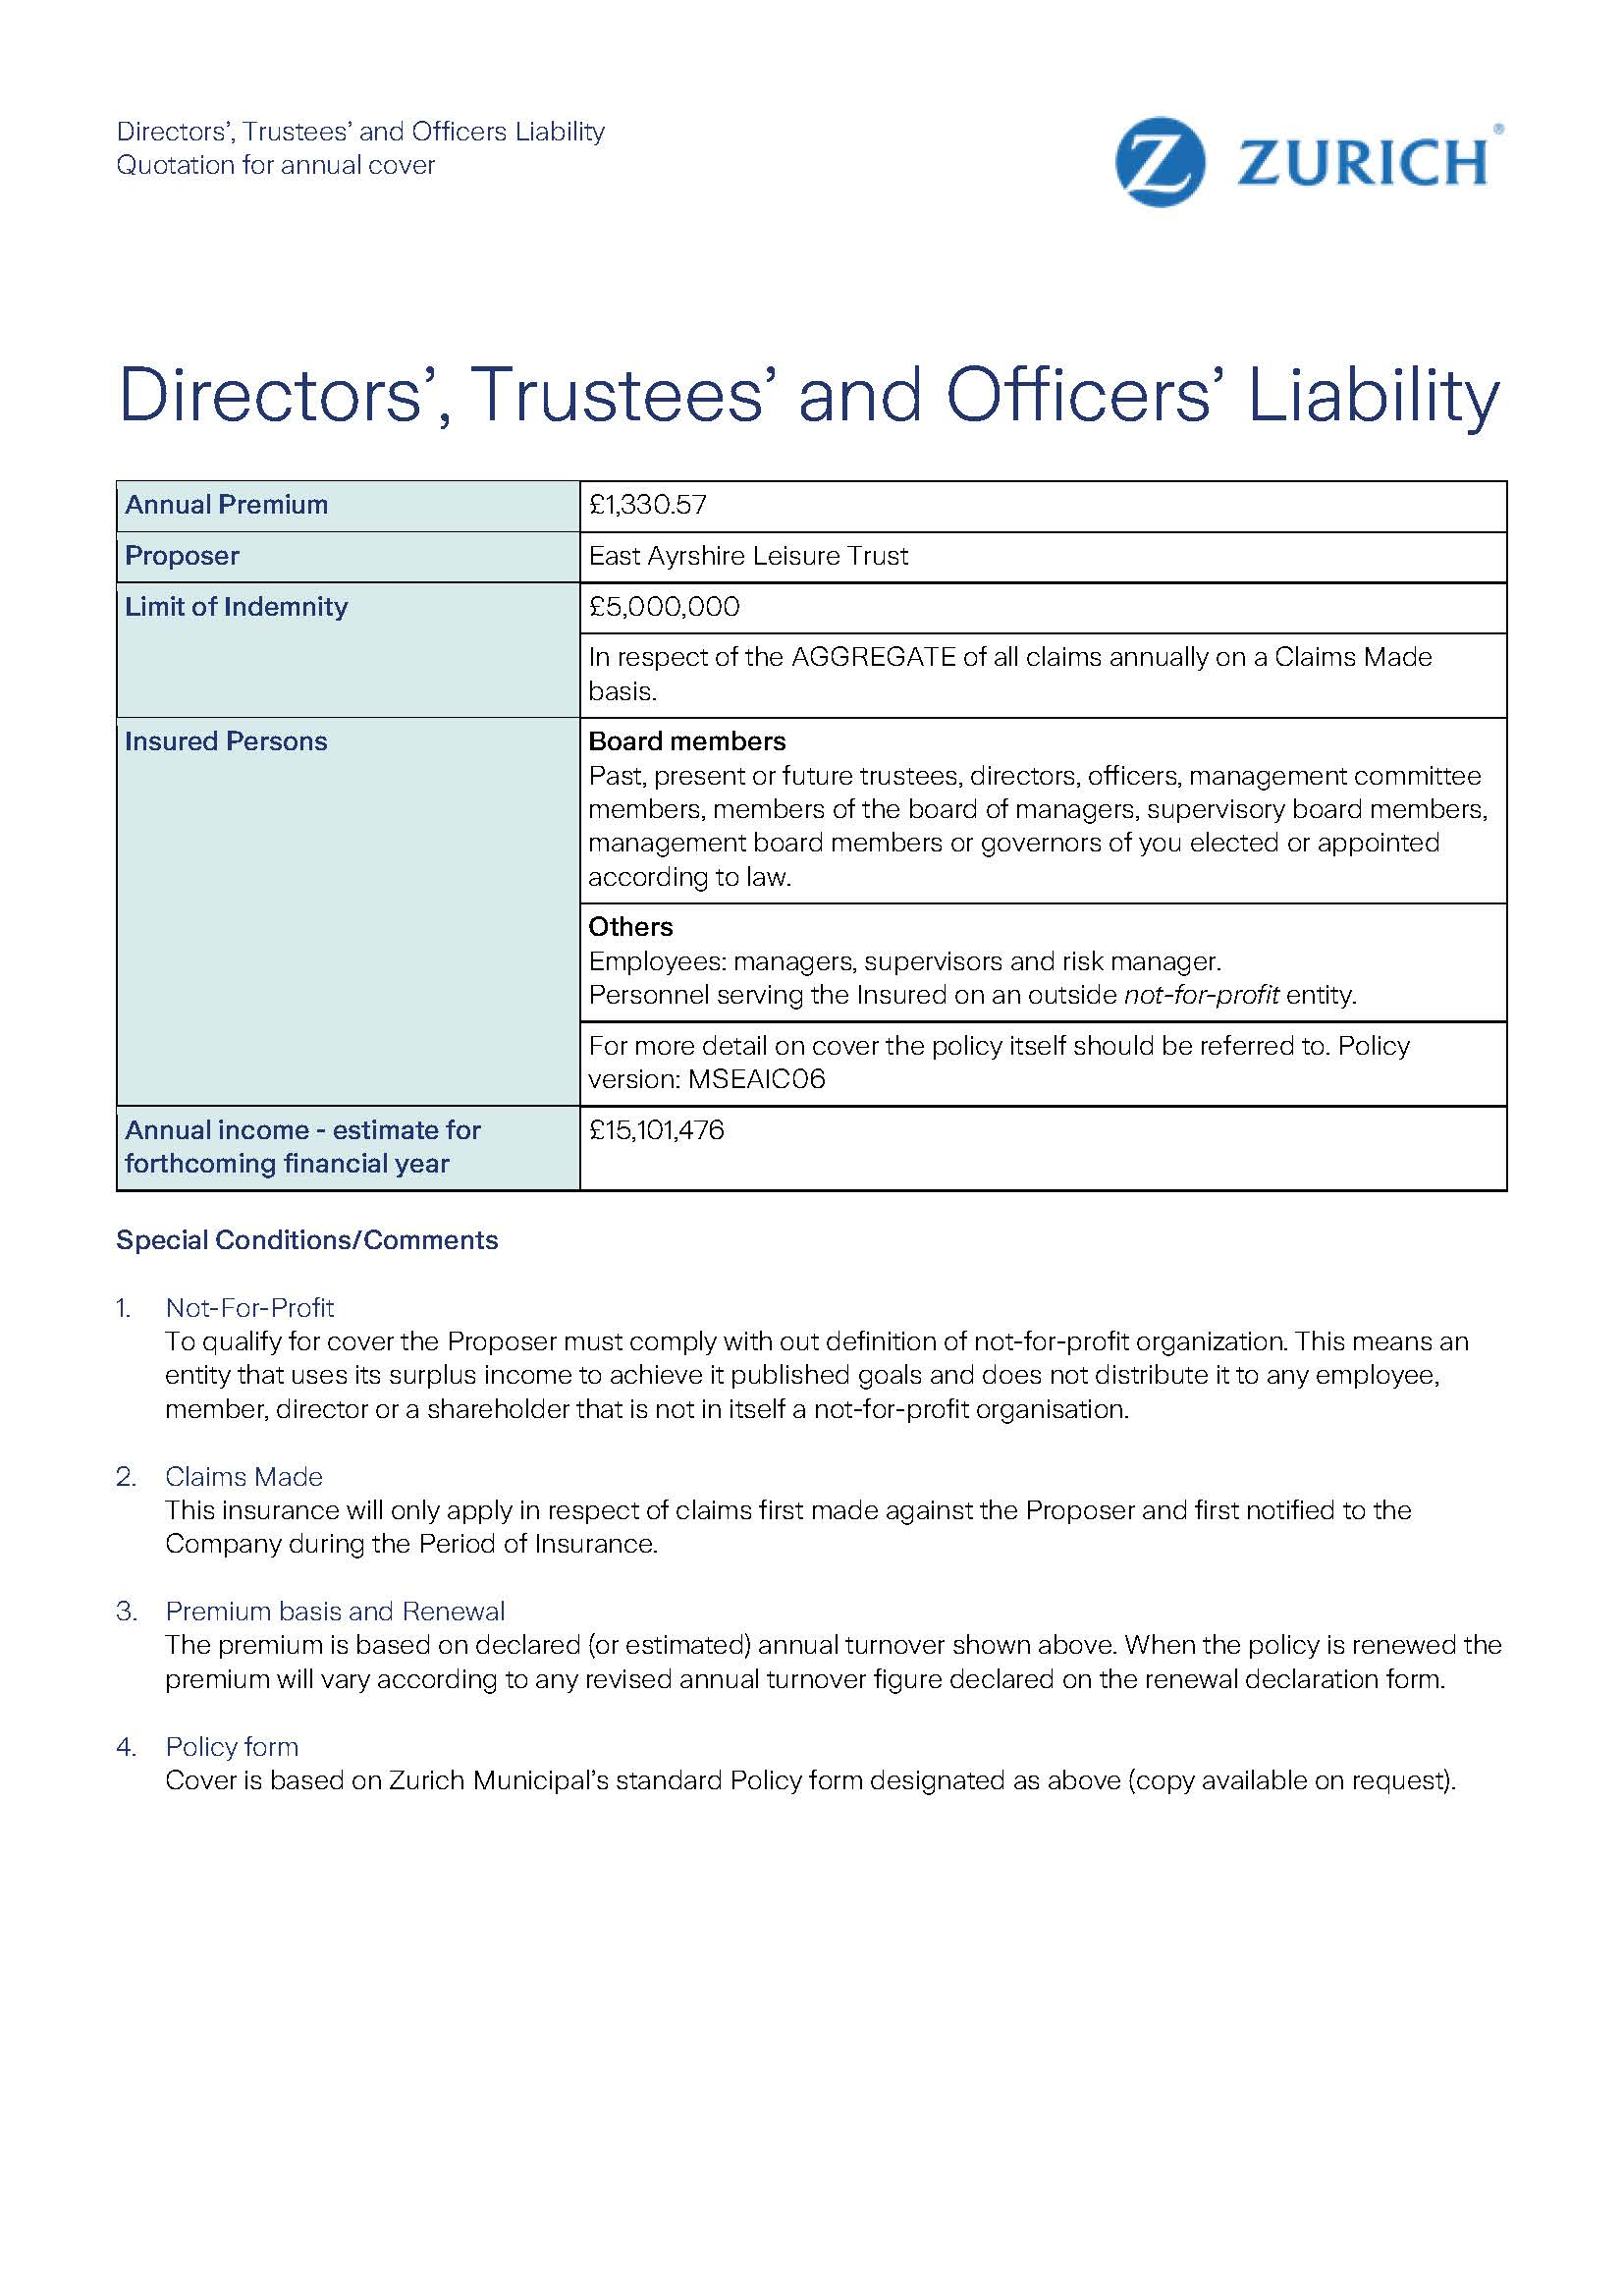 Directors’, Trustees’ and Officers Liability
Quotation for annual cover
ZURICH®
Directors’, Trustees’ and Officers’ Liability
Annual Premium
£1,330.57
Proposer
East Ayrshire Leisure Trust
Limit of Indemnity
£5,000,000
In respect of the AGGREGATE of all claims annually on a Claims Made
basis.
Insured Persons
Board members
Past, present or future trustees, directors, officers, management committee
members, members of the board of managers, supervisory board members,
management board members or governors of you elected or appointed
according to law.
Others
Employees: managers, supervisors and risk manager.
Personnel serving the Insured on an outside not-for-profit entity.
For more detail on cover the policy itself should be referred to. Policy
version: MSEAIC06
Annual income - estimate for
forthcoming financial year
£15,101,476
Special Conditions/Comments
1. Not-For-Profit
To qualify for cover the Proposer must comply with out definition of not-for-profit organization. This means an
entity that uses its surplus income to achieve it published goals and does not distribute it to any employee,
member, director or a shareholder that is not in itself a not-for-profit organisation.
2. Claims Made
This insurance will only apply in respect of claims first made against the Proposer and first notified to the
Company during the Period of Insurance.
3. Premium basis and Renewal
The premium is based on declared (or estimated) annual turnover shown above. When the policy is renewed the
premium will vary according to any revised annual turnover figure declared on the renewal declaration form.
4. Policy form
Cover is based on Zurich Municipal’s standard Policy form designated as above (copy available on request).